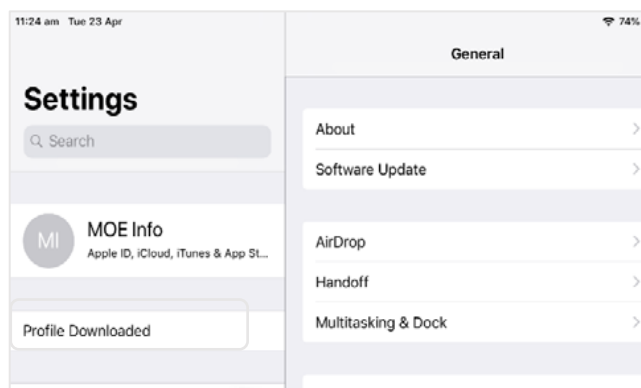 11:24 am Tue 23 Apr
74%
Settings
Search
MI
MOE Info
Apple ID, iCloud, iTunes & App St...
Profile Downloaded
General
About
Software Update
AirDrop
Handoff
Multitasking & Dock